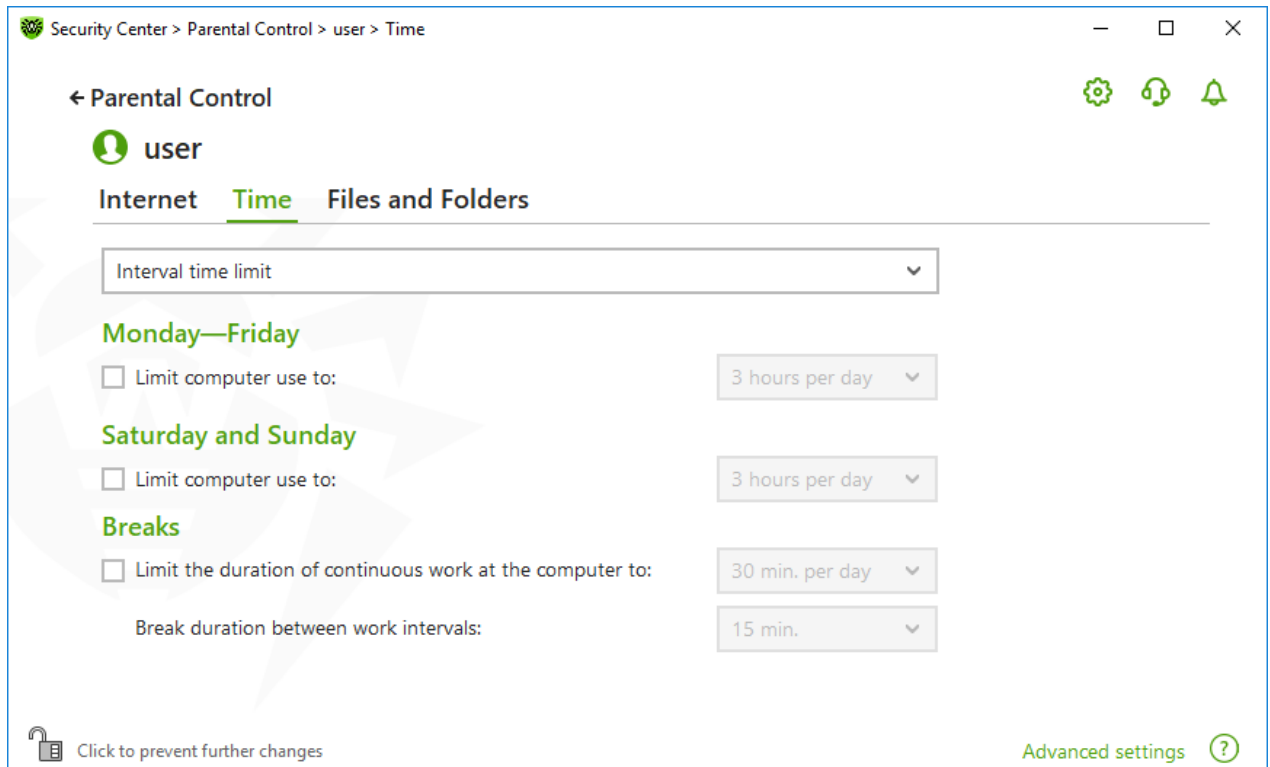 Security Center > Parental Control > user > Time
Parental Control
user
Internet Time Files and Folders
Interval time limit
Monday—Friday
Limit computer use to: 3 hours per day
Saturday and Sunday
Limit computer use to: 3 hours per day
Breaks
Limit the duration of continuous work at the computer to: 30 min. per day
Break duration between work intervals: 15 min.
Click to prevent further changes Advanced settings ?